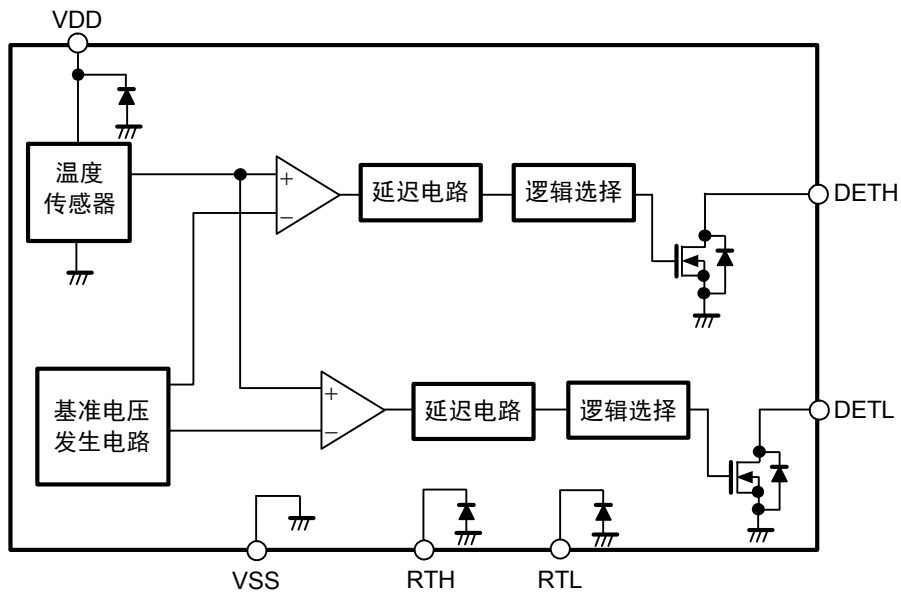 VDD
温度
传感器
+
−
延迟电路
逻辑选择
DETH
基准电压
发生电路
+
−
延迟电路
逻辑选择
DETL
VSS
RTH
RTL